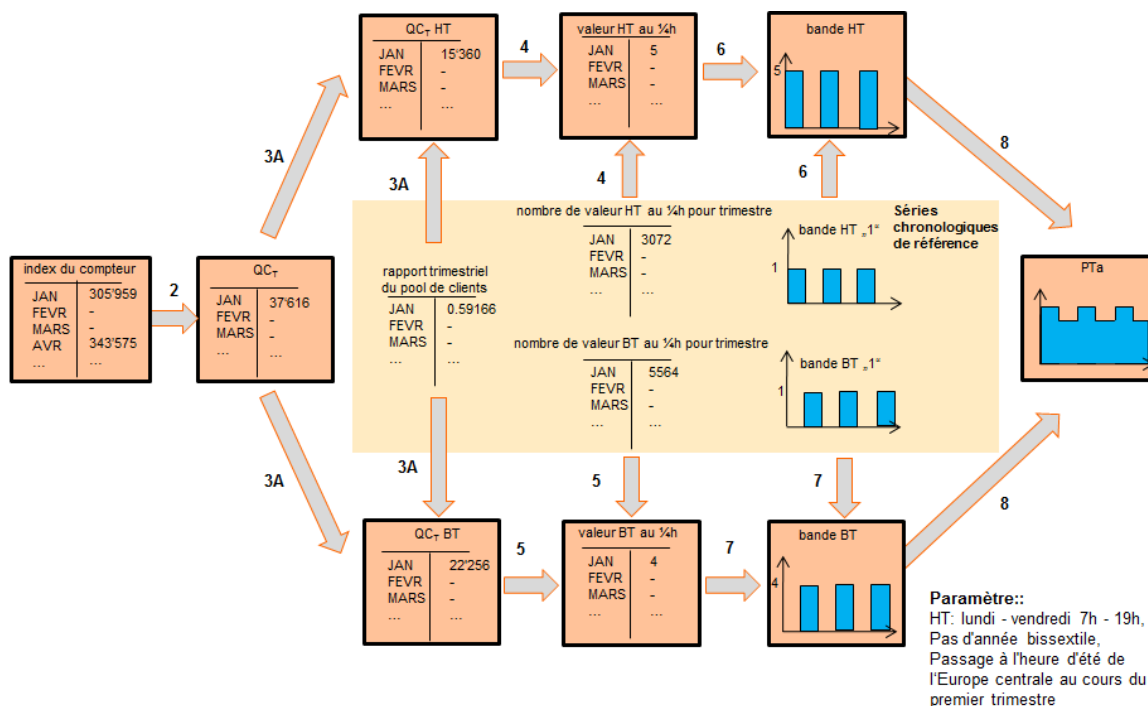 QC_T HT
JAN 15'360
FEVR -
MARS -
... ...
4
valeur HT au ¼h
JAN 5
FEVR -
MARS -
... ...
6
bande HT
5
8
3A
3A
4
6
nombre de valeur HT au ¼h pour trimestre
JAN 3072
FEVR -
MARS -
... ...
bande HT „1“
1
Séries
chronologiques
de référence
index du compteur
JAN 305'959
FEVR -
MARS -
AVR 343'575
... ...
2
QC_T
JAN 37'616
FEVR -
MARS -
... ...
rapport trimestriel
du pool de clients
JAN 0.59166
FEVR -
MARS -
... ...
nombre de valeur BT au ¼h pour trimestre
JAN 5564
FEVR -
MARS -
... ...
bande BT „1“
1
PTa
3A
3A
5
7
8
QC_T BT
JAN 22'256
FEVR -
MARS -
... ...
5
valeur BT au ¼h
JAN 4
FEVR -
MARS -
... ...
7
bande BT
4
Paramètre::
HT: lundi - vendredi 7h - 19h,
Pas d'année bissextile,
Passage à l'heure d'été de
l'Europe centrale au cours du
premier trimestre